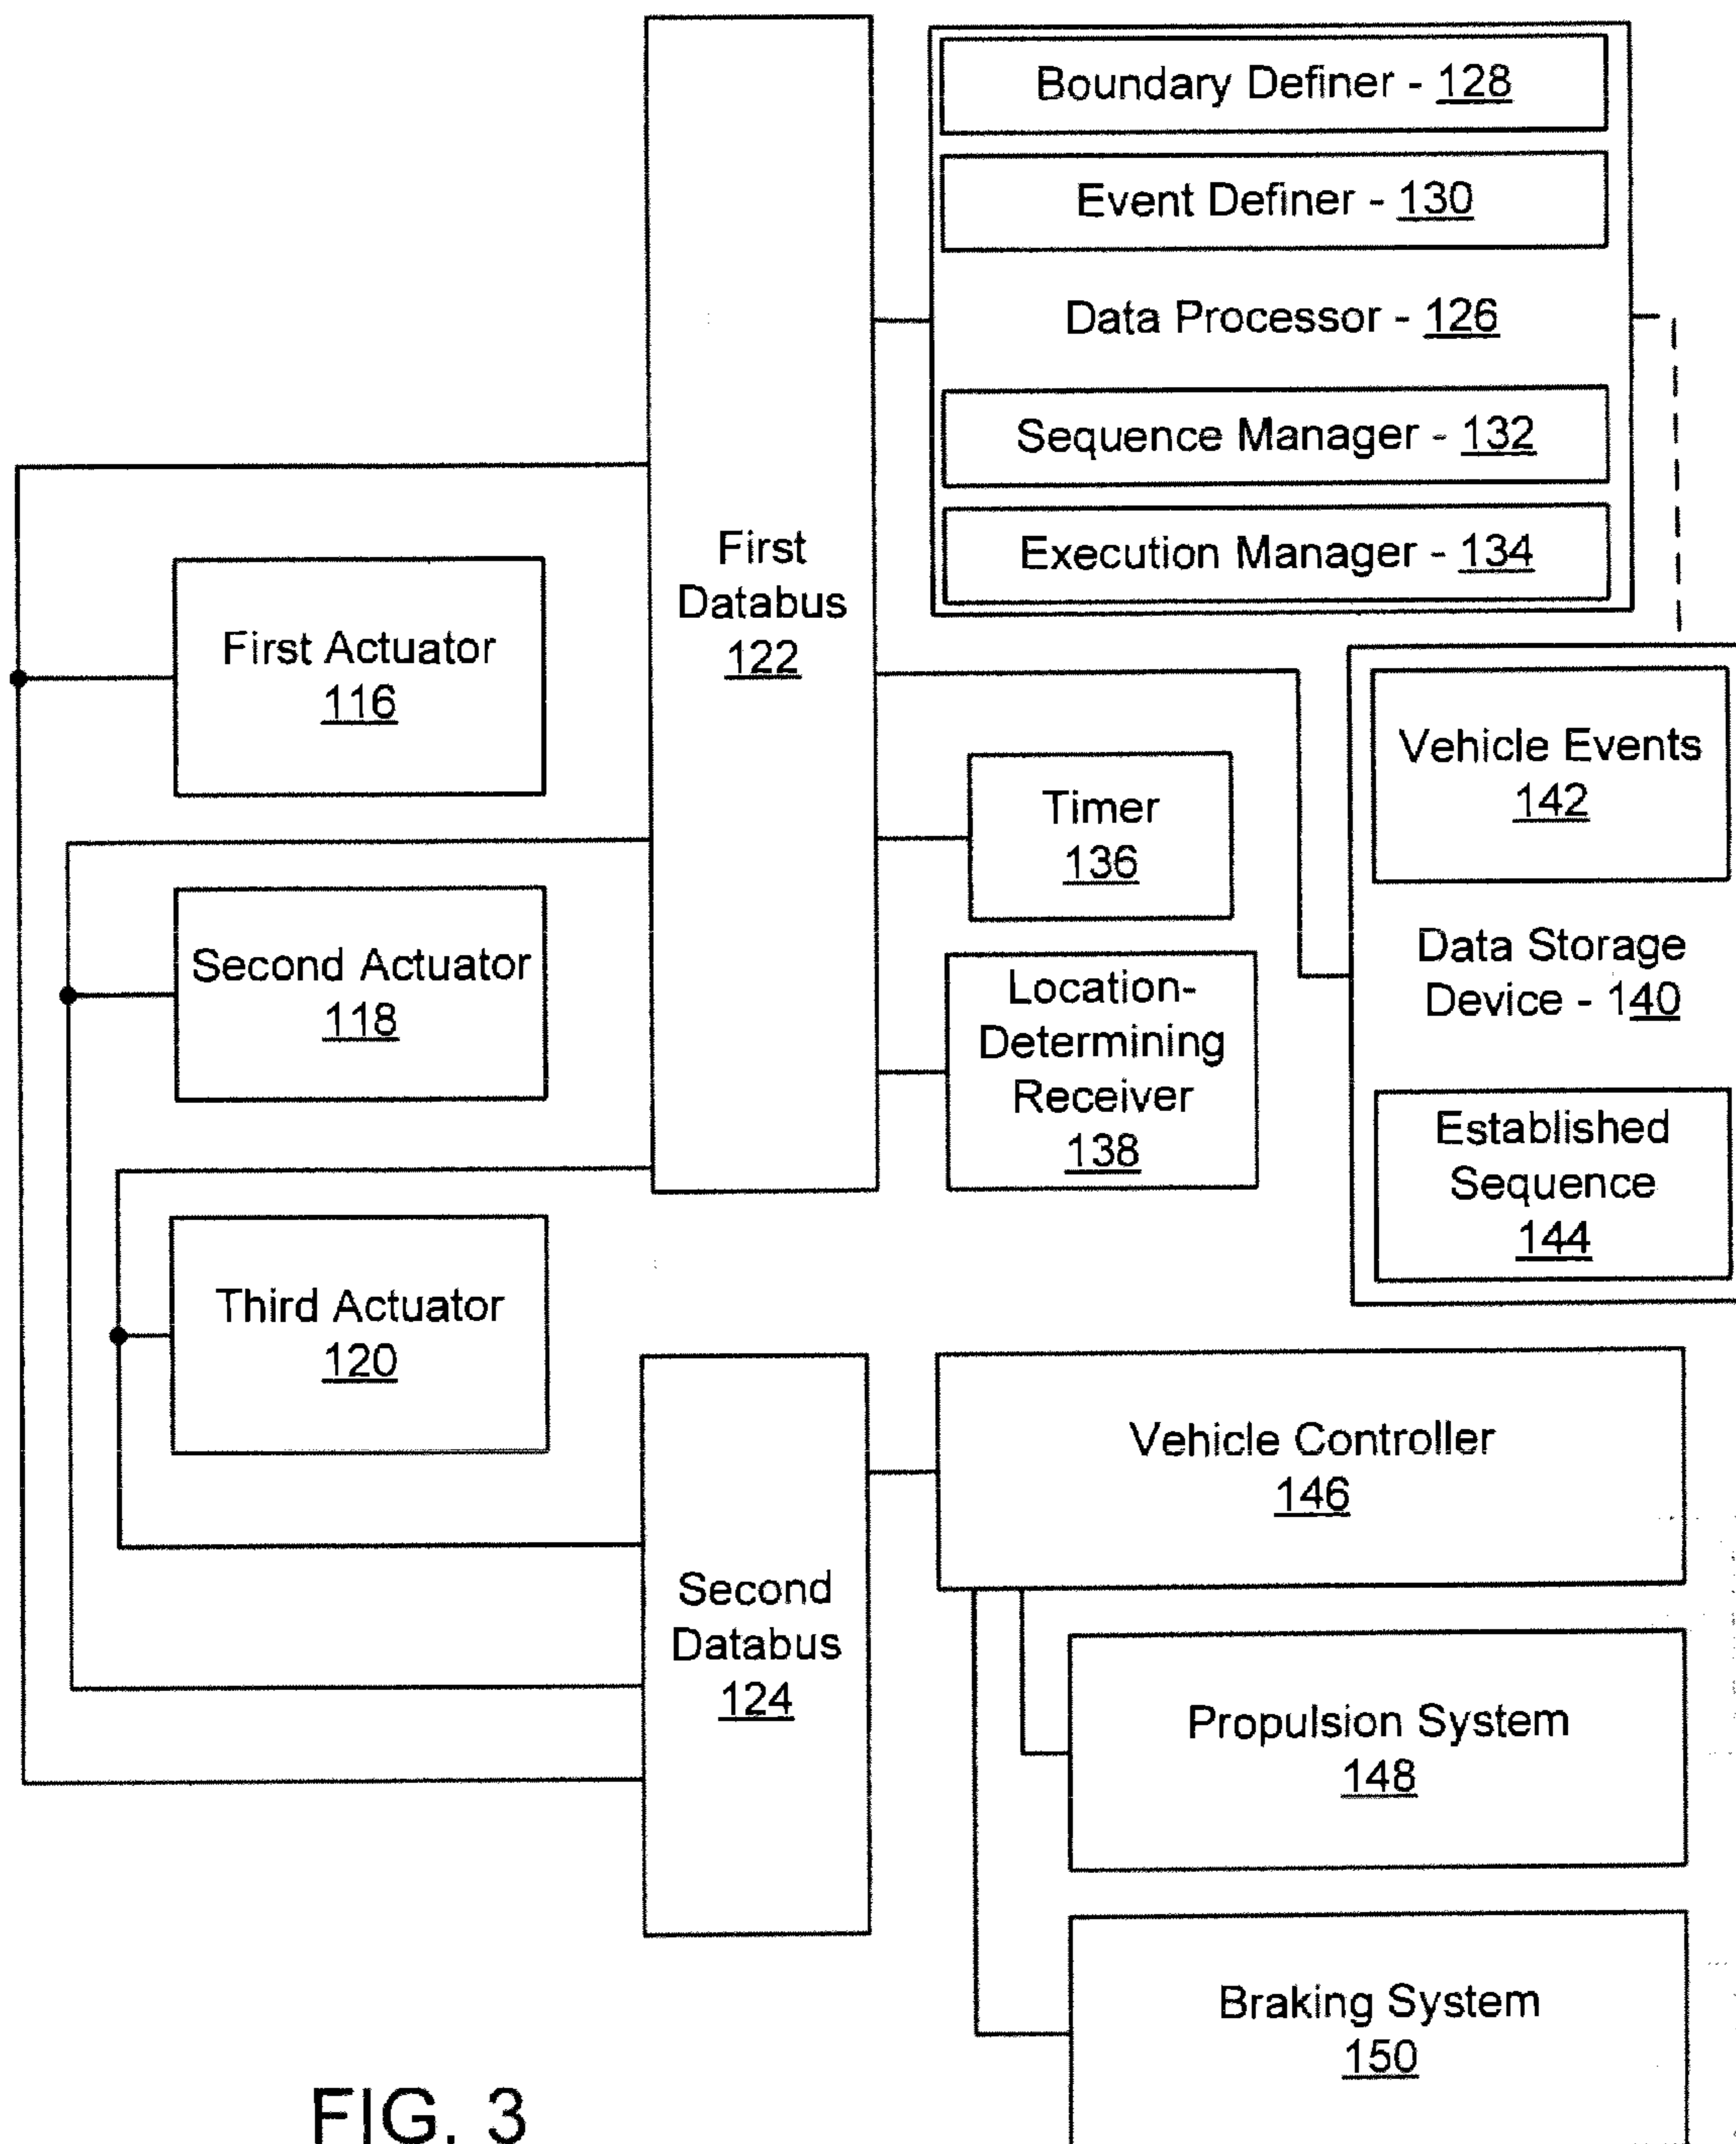 Boundary Definer - 128
Event Definer - 130
Data Processor - 126
Sequence Manager - 132
Execution Manager - 134
First
Databus
122
First Actuator
116
Second Actuator
118
Third Actuator
120
Timer
136
Location-
Determining
Receiver
138
Vehicle Events
142
Data Storage
Device - 140
Established
Sequence
144
Second
Databus
124
Vehicle Controller
146
Propulsion System
148
Braking System
150
FIG. 3